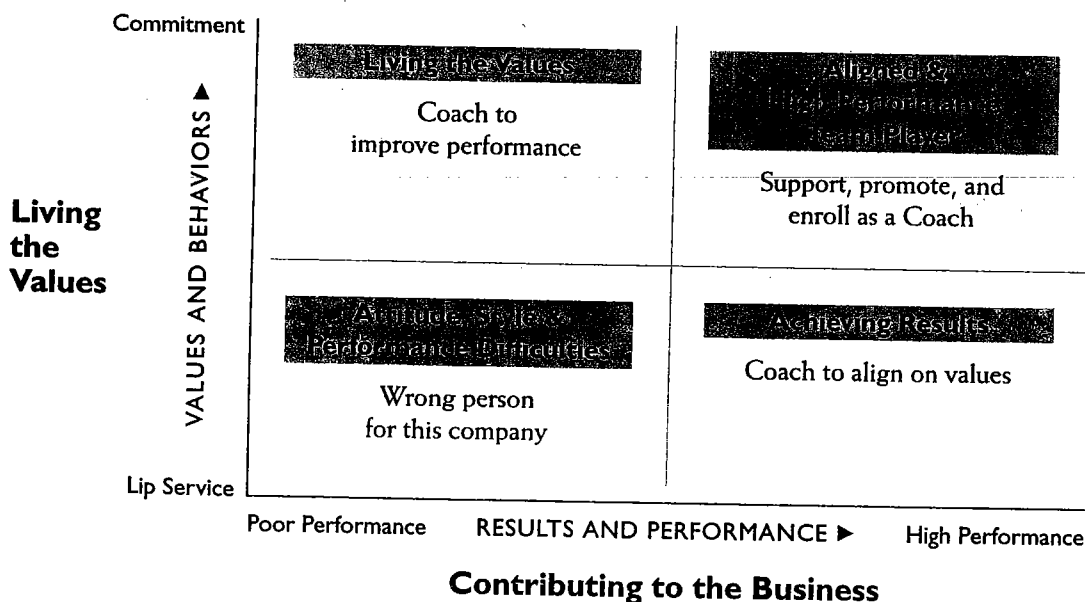 Commitment
Living the Values
Coach to
improve performance
Aligned &
High Performance
Team Player
Support, promote, and
enroll as a Coach
Living
the
Values
VALUES AND BEHAVIORS ►
Attitude, Style &
Performance Difficulties
Wrong person
for this company
Achieving Results
Coach to align on values
Lip Service
Poor Performance
RESULTS AND PERFORMANCE ►
High Performance
Contributing to the Business